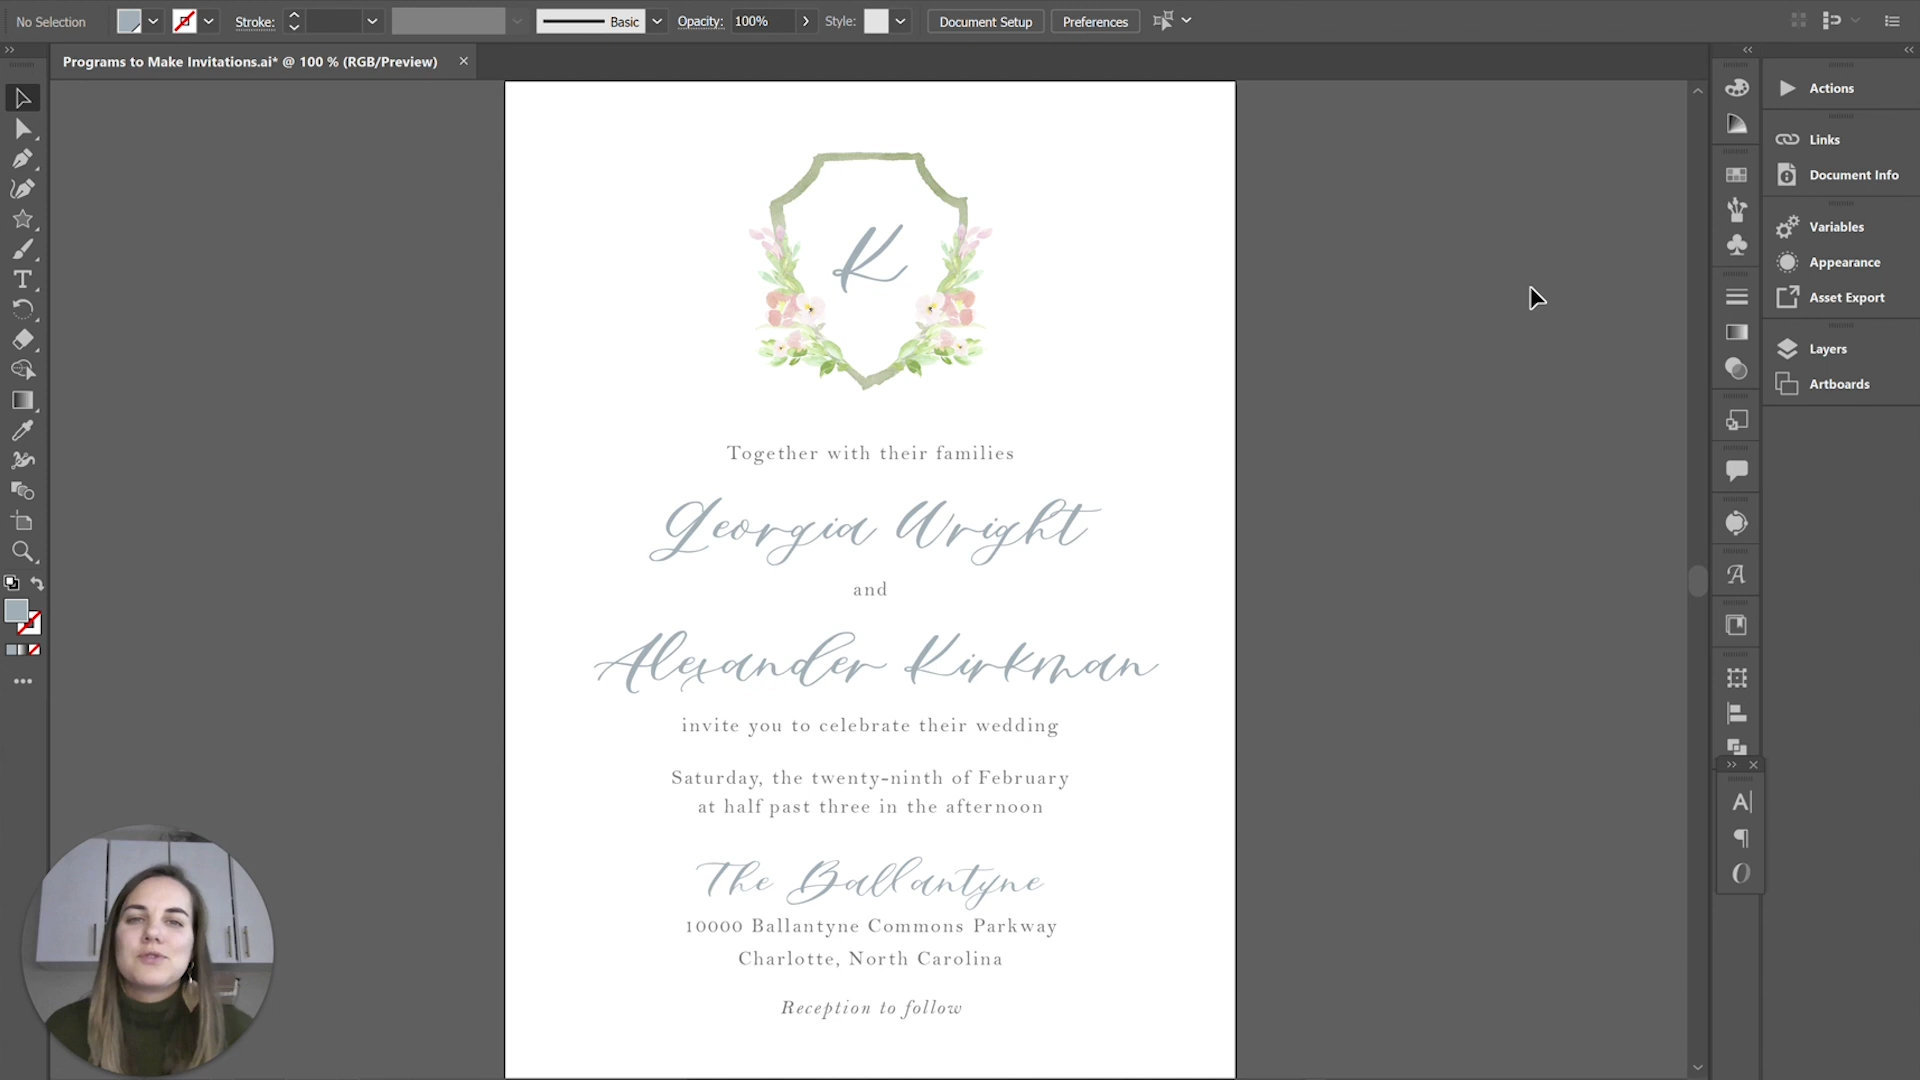 No Selection
Stroke:
Basic
Opacity:
100%
Style:
Document Setup
Preferences
Programs to Make Invitations.ai* @ 100 % (RGB/Preview)
Actions
Links
Document Info
Variables
Appearance
Asset Export
Layers
Artboards
K
Together with their families
Georgia Wright
and
Alexander Kirkman
invite you to celebrate their wedding
Saturday, the twenty-ninth of February
at half past three in the afternoon
The Ballantyne
10000 Ballantyne Commons Parkway
Charlotte, North Carolina
Reception to follow